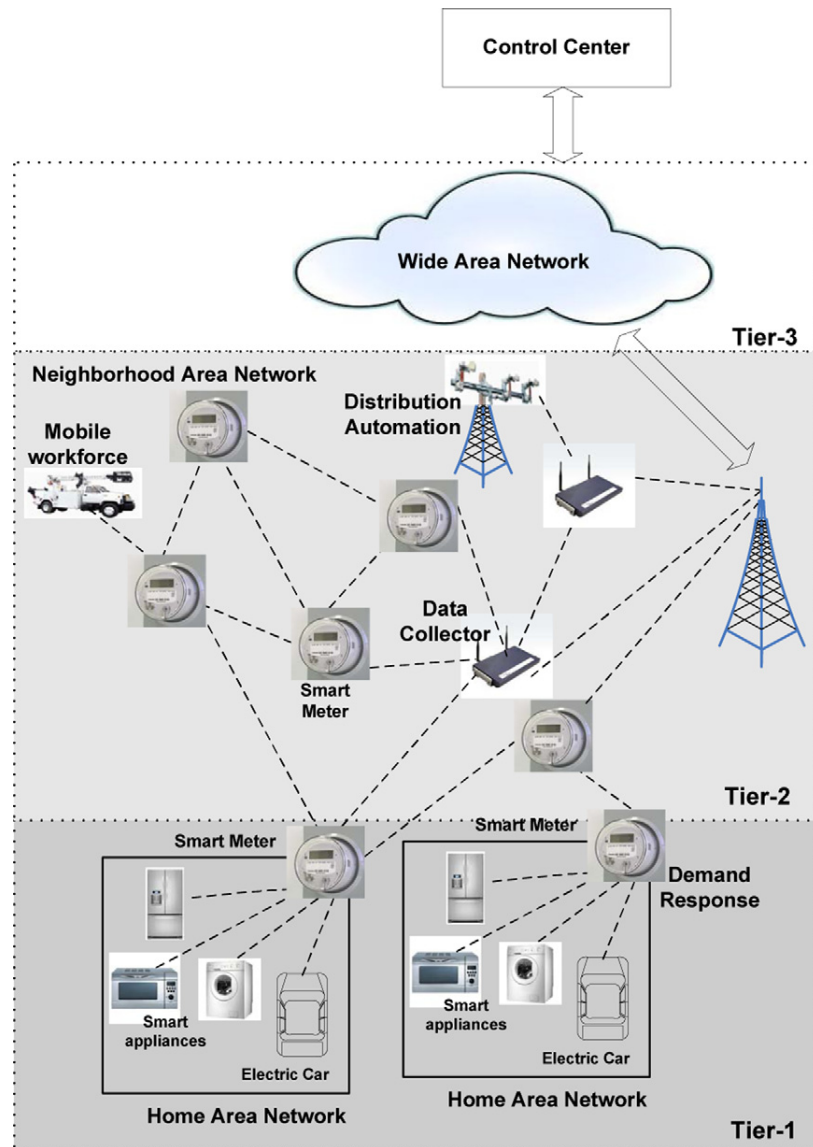 Control Center
Wide Area Network
Tier-3
Neighborhood Area Network
Distribution
Automation
Mobile
workforce
Data
Collector
Smart
Meter
Tier-2
Smart Meter
Smart Meter
Demand
Response
Smart
appliances
Electric Car
Smart
appliances
Electric Car
Home Area Network
Home Area Network
Tier-1